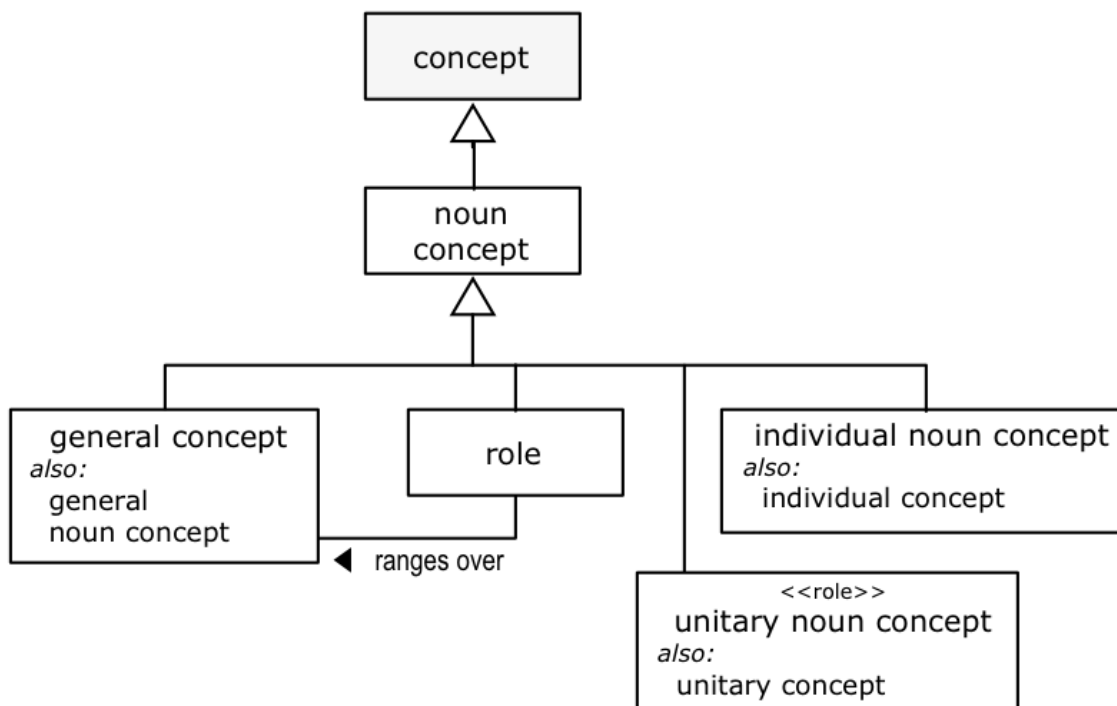 concept
noun
concept
general concept
also:
general
noun concept
role
individual noun concept
also:
individual concept
◀ ranges over
<<role>>
unitary noun concept
also:
unitary concept